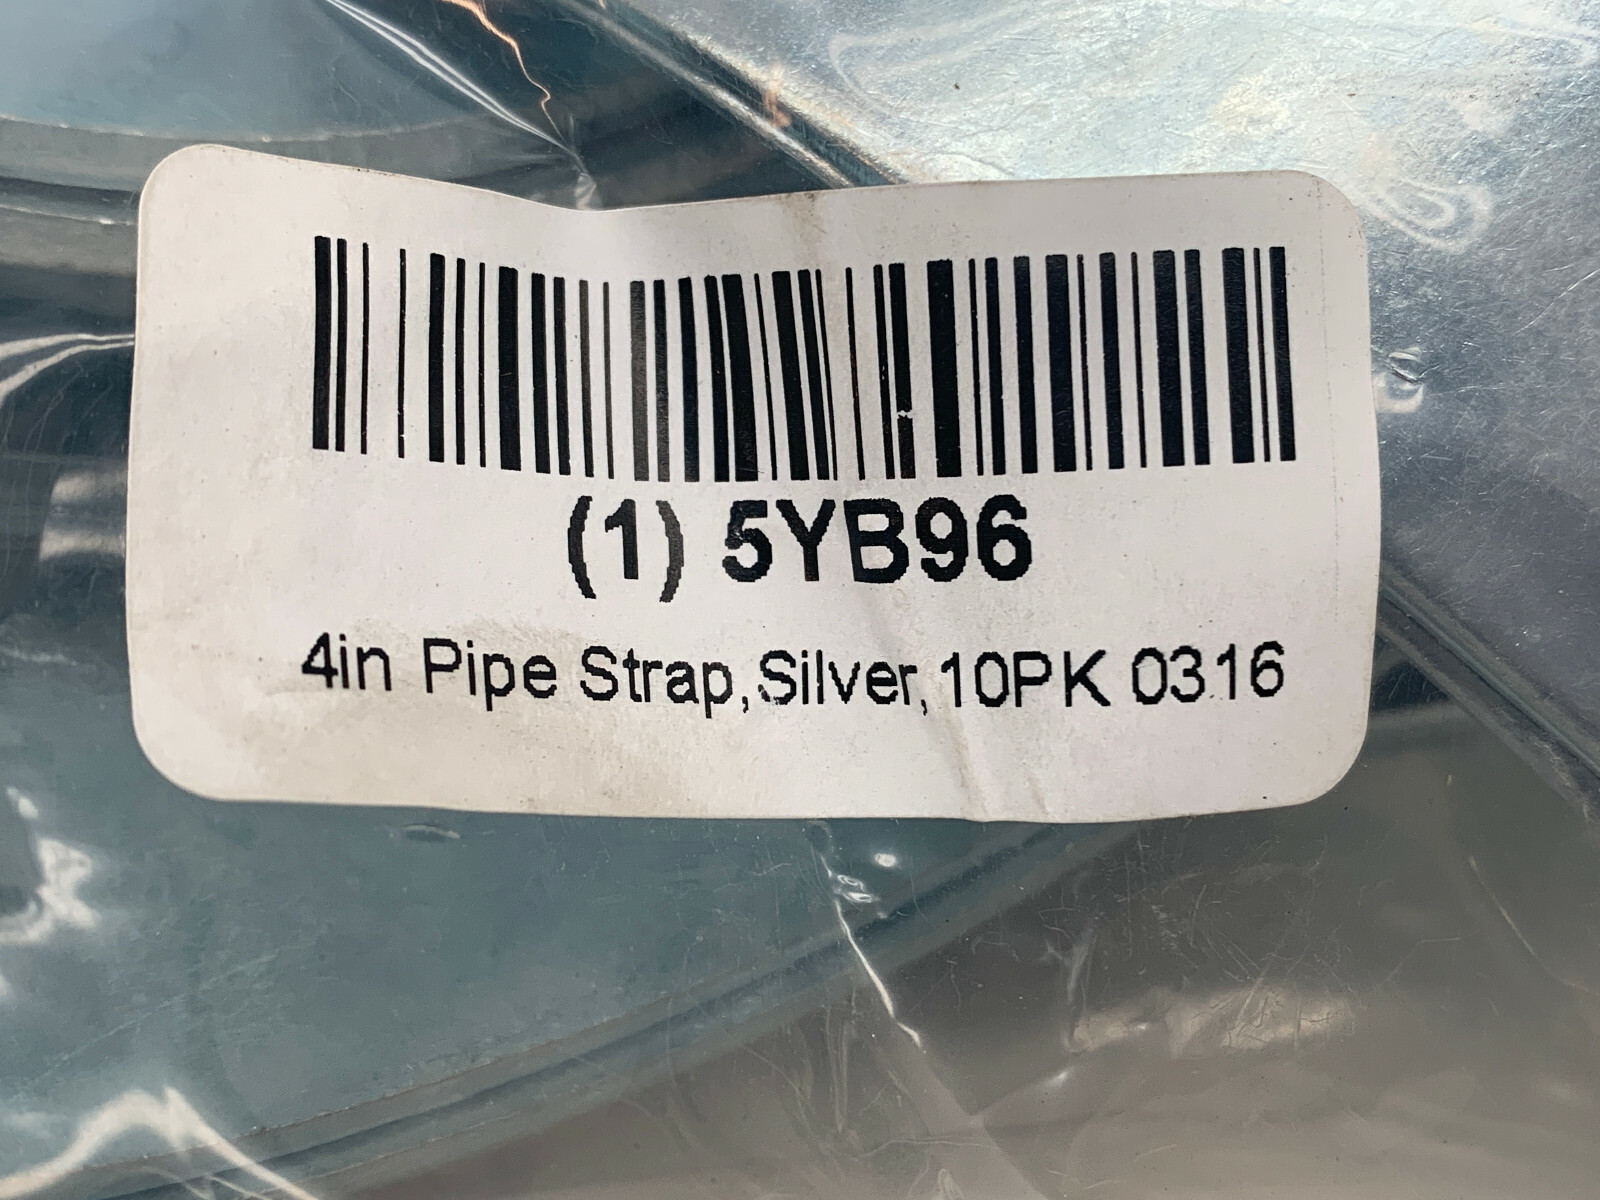 (1) 5YB96
4in Pipe Strap,Silver,10PK 0316